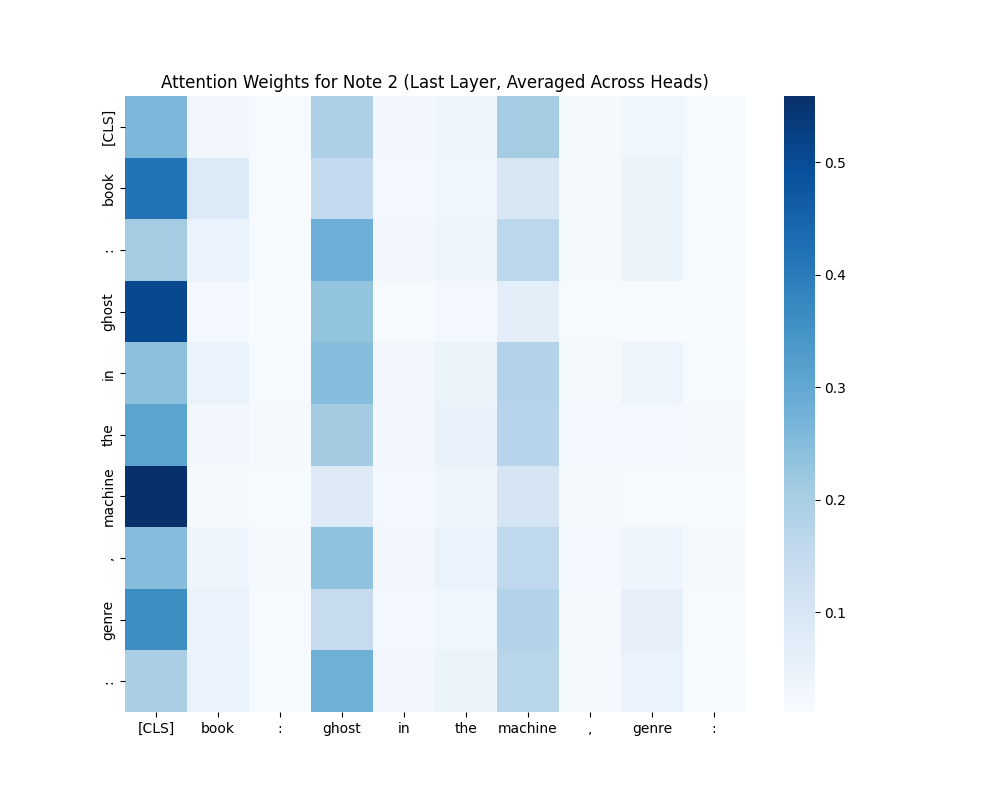 Attention Weights for Note 2 (Last Layer, Averaged Across Heads)
[CLS]
book
:
ghost
in
the
machine
,
genre
:
[CLS] book : ghost in the machine , genre :
0.5
0.4
0.3
0.2
0.1